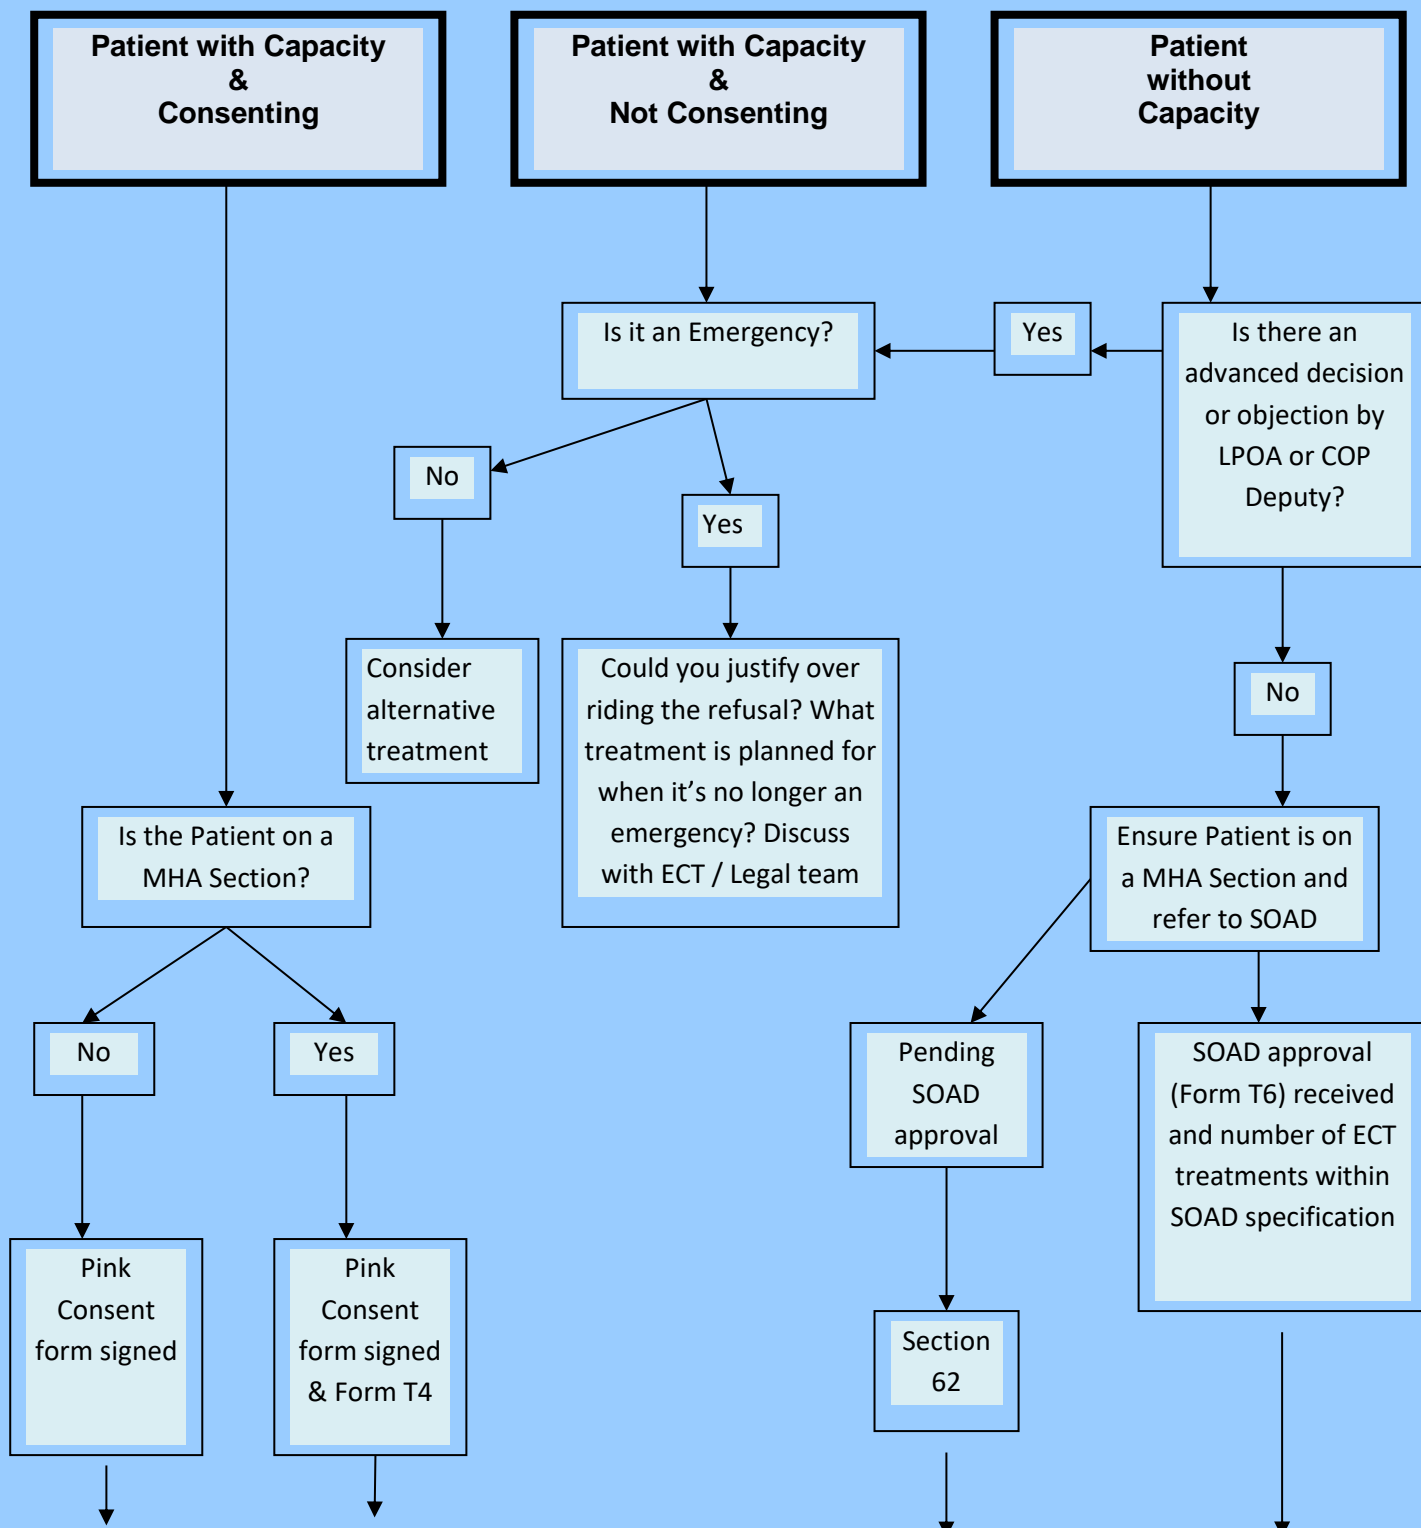 Patient with Capacity
&
Consenting
Patient with Capacity
&
Not Consenting
Patient
without
Capacity
Is it an Emergency?
Yes
Is there an
advanced decision
or objection by
LPOA or COP
Deputy?
No
Yes
Consider
alternative
treatment
Could you justify over
riding the refusal? What
treatment is planned for
when it’s no longer an
emergency? Discuss
with ECT / Legal team
No
Is the Patient on a
MHA Section?
Ensure Patient is on
a MHA Section and
refer to SOAD
No
Yes
Pending
SOAD
approval
SOAD approval
(Form T6) received
and number of ECT
treatments within
SOAD specification
Pink
Consent
form signed
Pink
Consent
form signed
& Form T4
Section
62